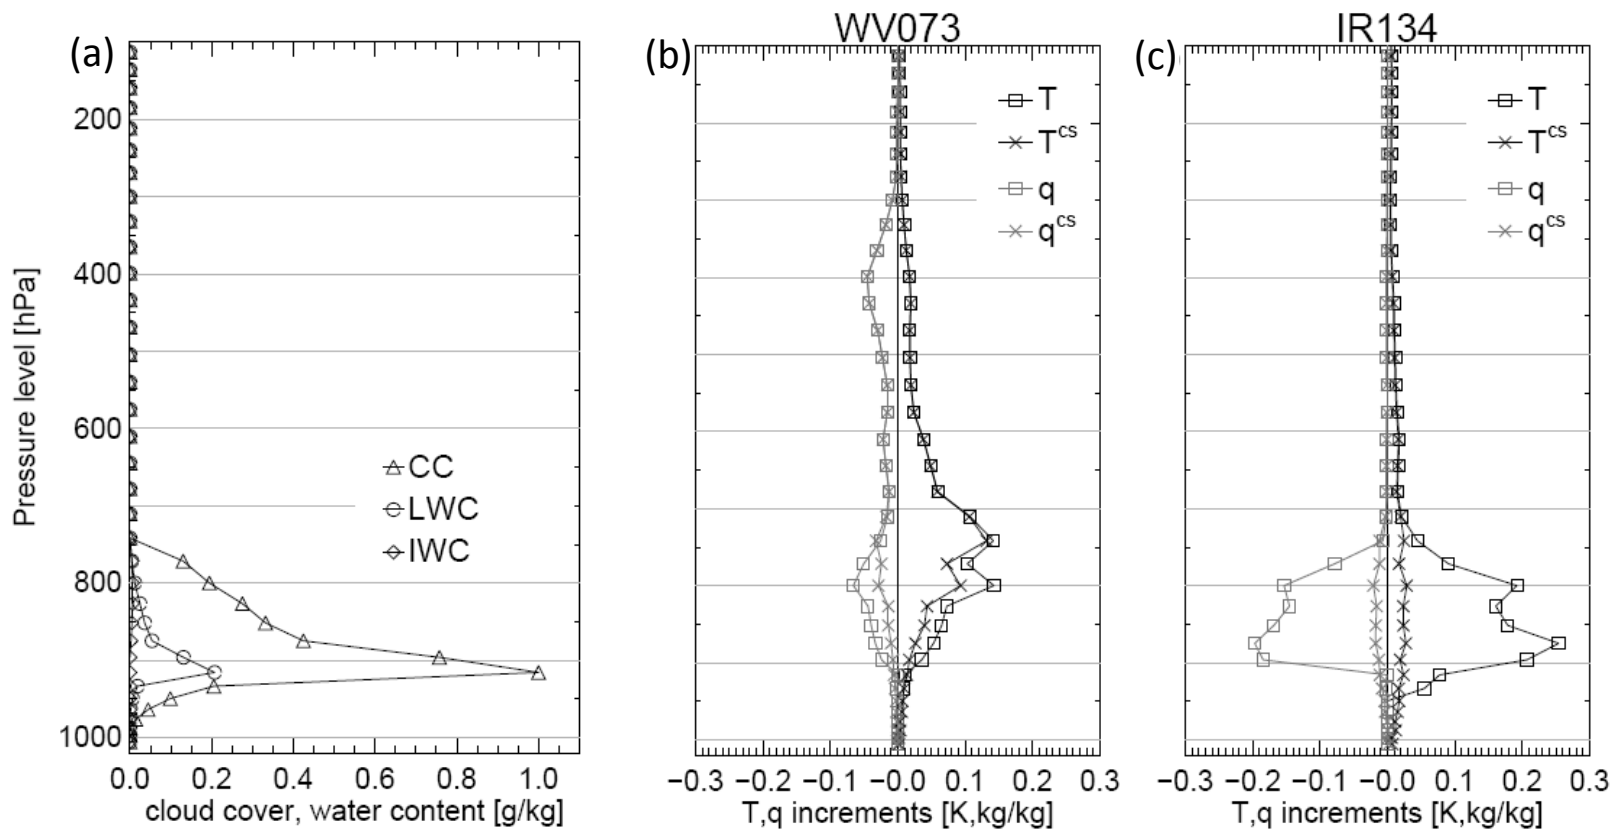 (a)
Pressure level [hPa]
200
400
600
800
1000
CC
LWC
IWC
0.0 0.2 0.4 0.6 0.8 1.0
cloud cover, water content [g/kg]
WV073
(b)
T
T^cs
q
q^cs
−0.3 −0.2 −0.1 −0.0 0.1 0.2 0.3
T,q increments [K,kg/kg]
IR134
(c)
T
T^cs
q
q^cs
−0.3 −0.2 −0.1 −0.0 0.1 0.2 0.3
T,q increments [K,kg/kg]